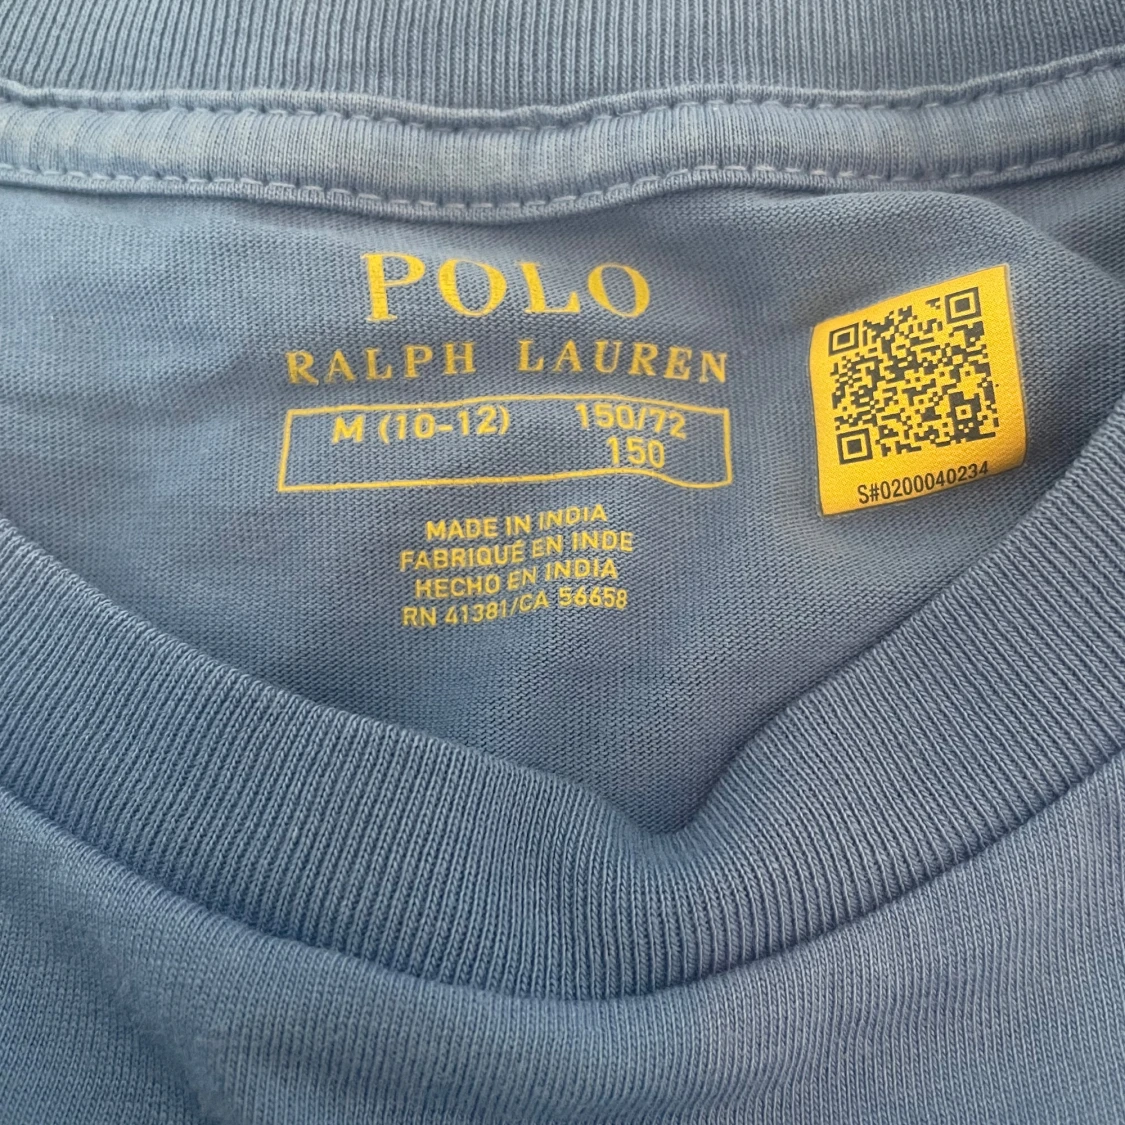 POLO
RALPH LAUREN
M (10-12) 150/72
150
MADE IN INDIA
FABRIQUÉ EN INDE
HECHO EN INDIA
RN 41381/CA 56658
S#0200040234